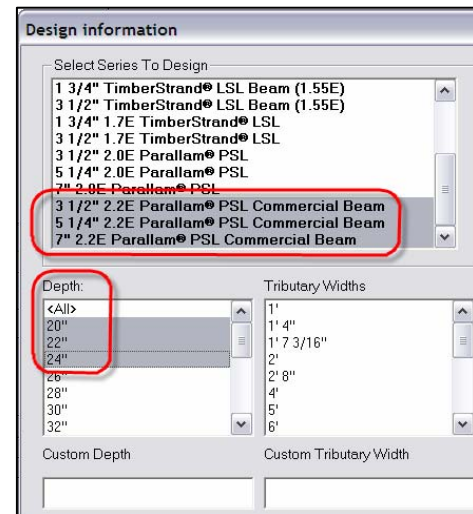 Design information
Select Series To Design
1 3/4" TimberStrand® LSL Beam (1.55E)
3 1/2" TimberStrand® LSL Beam (1.55E)
1 3/4" 1.7E TimberStrand® LSL
3 1/2" 1.7E TimberStrand® LSL
3 1/2" 2.0E Parallam® PSL
5 1/4" 2.0E Parallam® PSL
7" 2.0E Parallam® PSL
3 1/2" 2.2E Parallam® PSL Commercial Beam
5 1/4" 2.2E Parallam® PSL Commercial Beam
7" 2.2E Parallam® PSL Commercial Beam
Depth:
<All>
20"
22"
24"
26"
28"
30"
32"
Tributary Widths
1'
1' 4"
1' 7 3/16"
2'
2' 8"
4'
5'
6'
Custom Depth
Custom Tributary Width